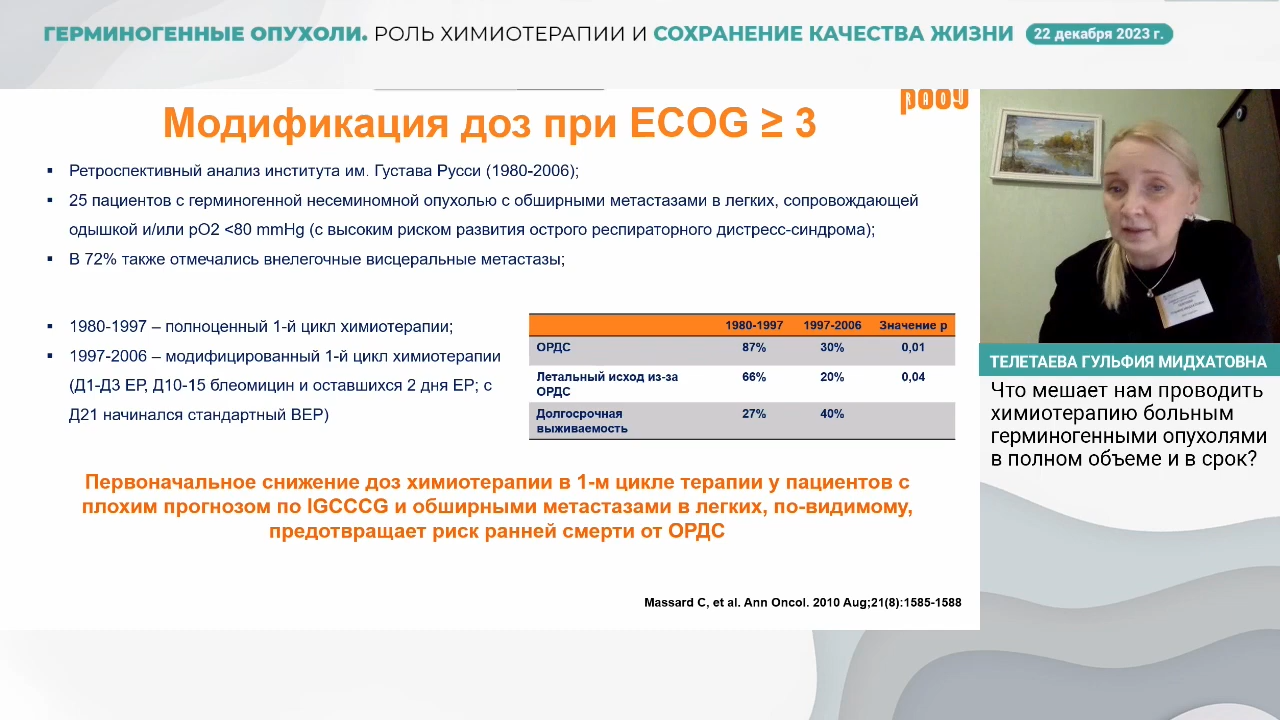 ГЕРМИНОГЕННЫЕ ОПУХОЛИ. РОЛЬ ХИМИОТЕРАПИИ И СОХРАНЕНИЕ КАЧЕСТВА ЖИЗНИ 22 декабря 2023 г.
Модификация доз при ECOG ≥ 3
▪ Ретроспективный анализ института им. Густава Русси (1980-2006);
▪ 25 пациентов с герминогенной несеминомной опухолью с обширными метастазами в легких, сопровождающей
одышкой и/или pO2 <80 mmHg (с высоким риском развития острого респираторного дистресс-синдрома);
▪ В 72% также отмечались внелегочные висцеральные метастазы;
▪ 1980-1997 – полноценный 1-й цикл химиотерапии;
▪ 1997-2006 – модифицированный 1-й цикл химиотерапии
(Д1-Д3 EP, Д10-15 блеомицин и оставшихся 2 дня EP; с
Д21 начинался стандартный BEP)
1980-1997 1997-2006 Значение p
ОРДС 87% 30% 0,01
Летальный исход из-за
ОРДС 66% 20% 0,04
Долгосрочная
выживаемость 27% 40%
Первоначальное снижение доз химиотерапии в 1-м цикле терапии у пациентов с
плохим прогнозом по IGCCCG и обширными метастазами в легких, по-видимому,
предотвращает риск ранней смерти от ОРДС
Massard C, et al. Ann Oncol. 2010 Aug;21(8):1585-1588
ТЕЛЕТАЕВА ГУЛЬФИЯ МИДХАТОВНА
Что мешает нам проводить
химиотерапию больным
герминогенными опухолями
в полном объеме и в срок?